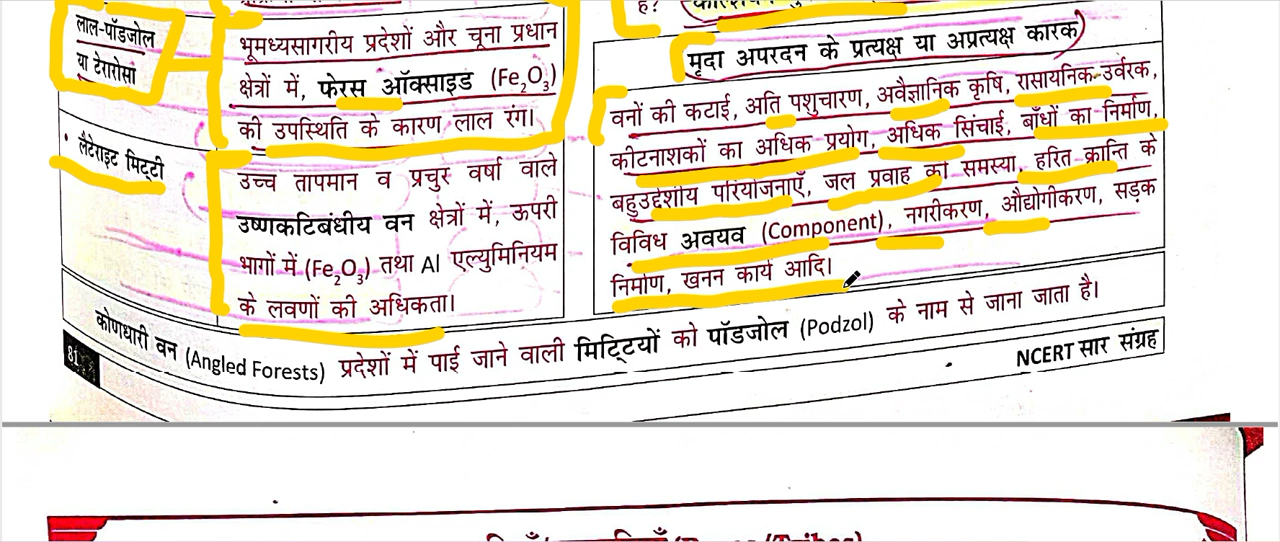 लाल-पॉडजोल
या टेरारोसा
भूमध्यसागरीय प्रदेशों और चूना प्रधान
क्षेत्रों में, फेरस ऑक्साइड (Fe₂O₃)
की उपस्थिति के कारण लाल रंग।
• लैटेराइट मिट्टी
उच्च तापमान व प्रचुर वर्षा वाले
उष्णकटिबंधीय वन क्षेत्रों में, ऊपरी
भागों में (Fe₂O₃) तथा Al एल्युमिनियम
के लवणों की अधिकता।
है?
मृदा अपरदन के प्रत्यक्ष या अप्रत्यक्ष कारक
वनों की कटाई, अति पशुचारण, अवैज्ञानिक कृषि, रासायनिक-उर्वरक,
कीटनाशकों का अधिक प्रयोग, अधिक सिंचाई, बाँधों का निर्माण,
बहुउद्देशीय परियोजनाएँ, जल प्रवाह की समस्या, हरित क्रान्ति के
विविध अवयव (Component), नगरीकरण, औद्योगीकरण, सड़क
निर्माण, खनन कार्य आदि।
कोणधारी वन (Angled Forests) प्रदेशों में पाई जाने वाली मिट्टियों को पॉडजोल (Podzol) के नाम से जाना जाता है।
81
NCERT सार संग्रह